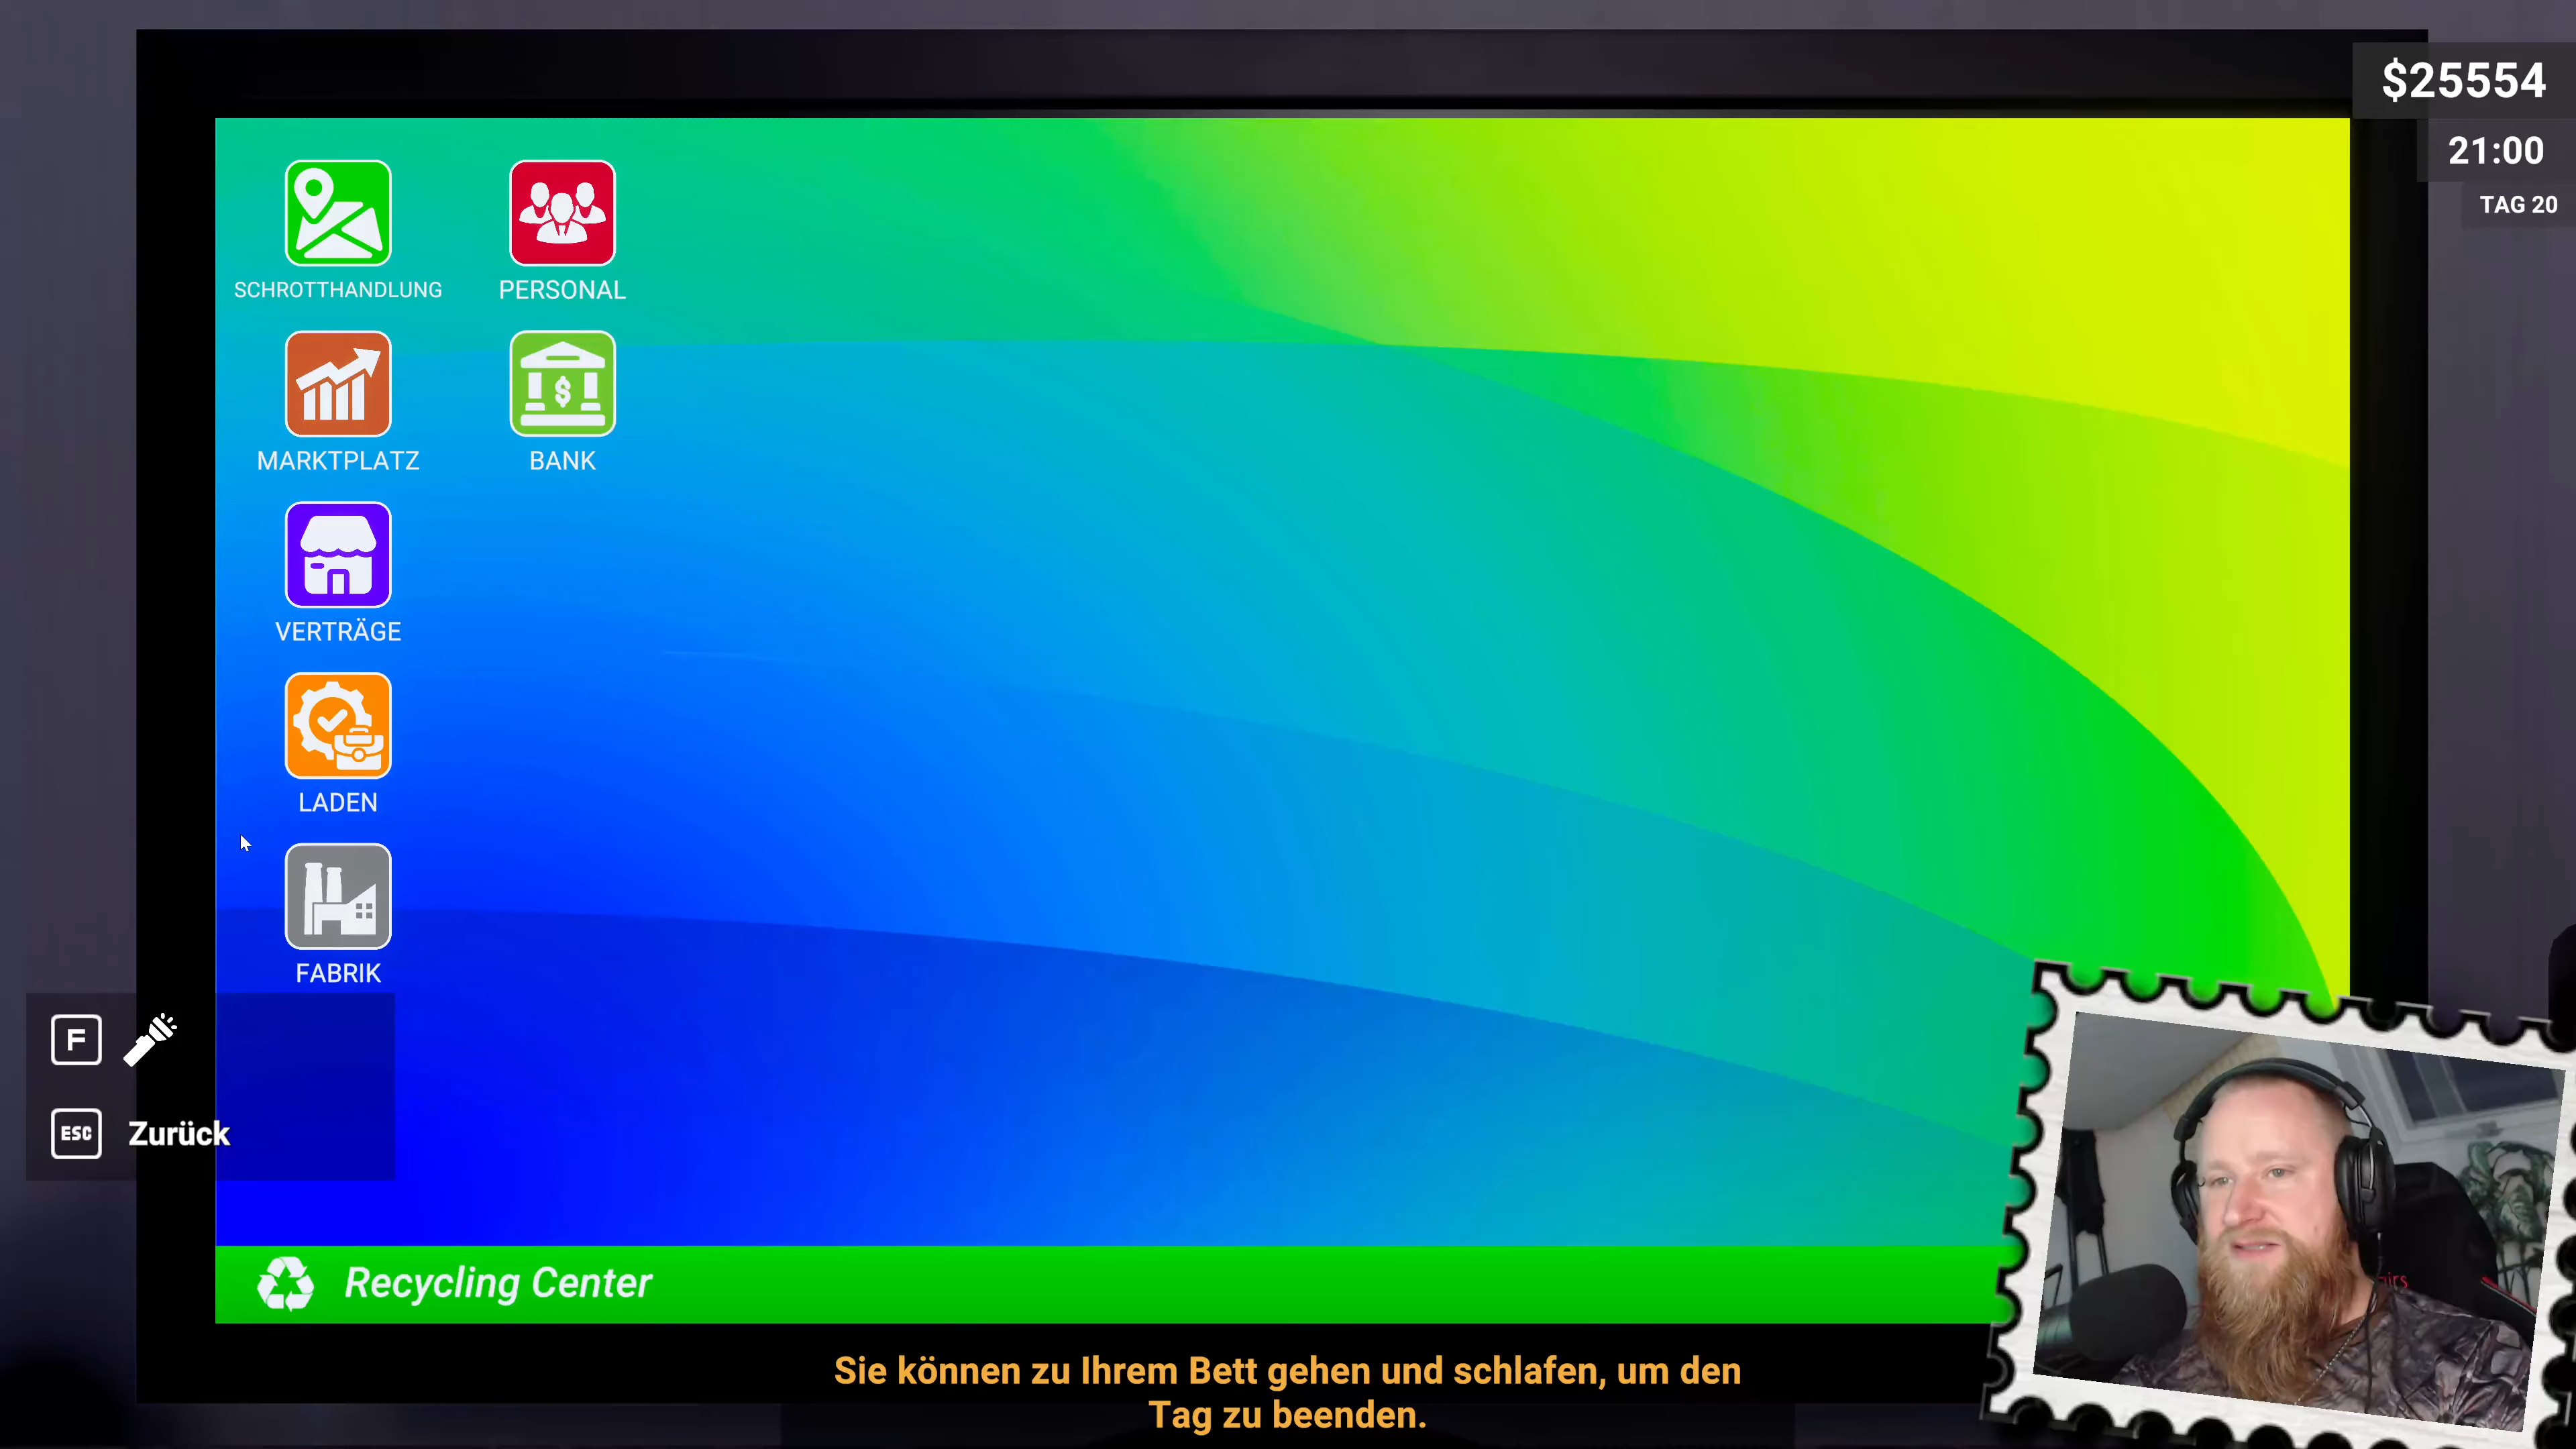 $25554
21:00
TAG 20
SCHROTTHANDLUNG
PERSONAL
MARKTPLATZ
BANK
VERTRÄGE
LADEN
FABRIK
F
ESC Zurück
Recycling Center
Sie können zu Ihrem Bett gehen und schlafen, um den
Tag zu beenden.